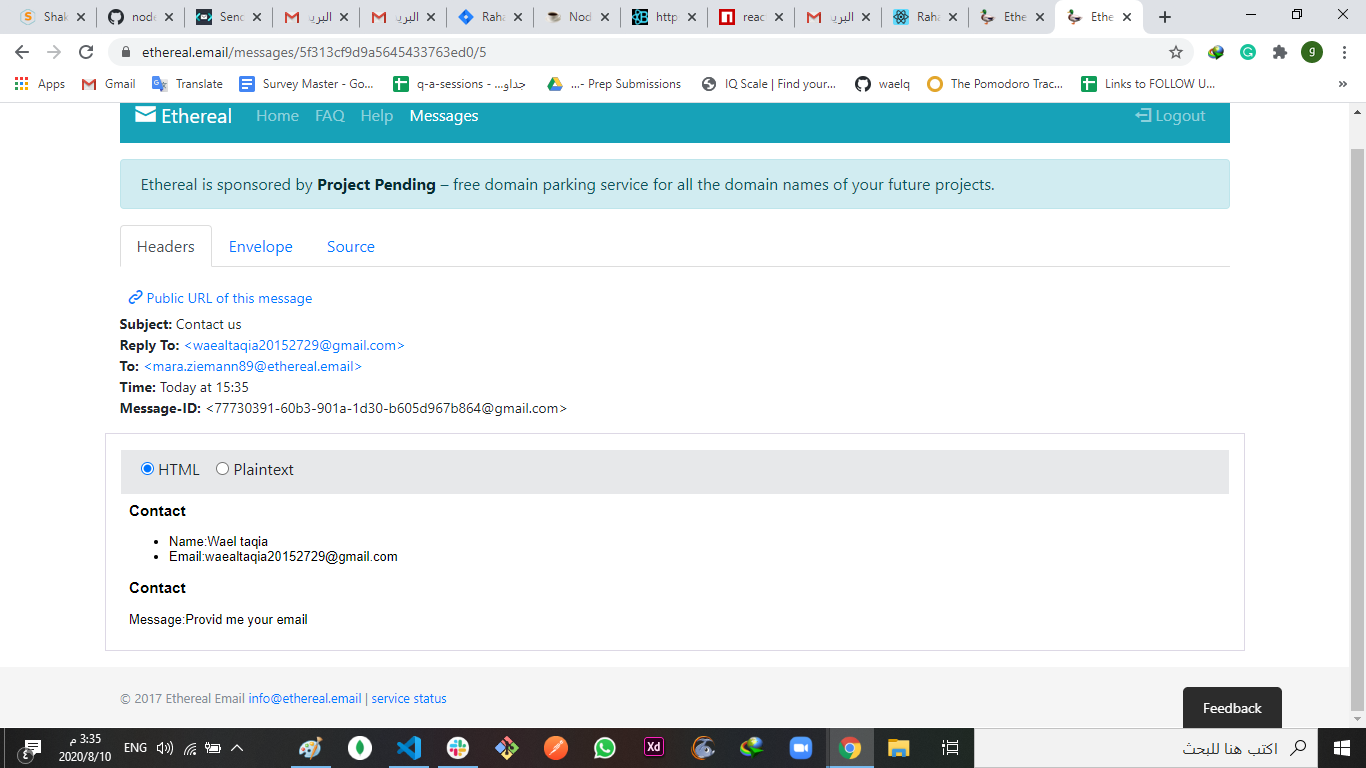 Shak
node
Senc
البري
البري
Raha
Nod
http
reac
البري
Raha
Ethe
Ethe
ethereal.email/messages/5f313cf9d9a5645433763ed0/5
g
Apps
Gmail
Translate
Survey Master - Go...
q-a-sessions - جداو...
...- Prep Submissions
IQ Scale | Find your...
waelq
The Pomodoro Trac...
Links to FOLLOW U...
»
Ethereal Home FAQ Help Messages Logout
Ethereal is sponsored by Project Pending – free domain parking service for all the domain names of your future projects.
Headers Envelope Source
Public URL of this message
Subject: Contact us
Reply To: <waealtaqia20152729@gmail.com>
To: <mara.ziemann89@ethereal.email>
Time: Today at 15:35
Message-ID: <77730391-60b3-901a-1d30-b605d967b864@gmail.com>
HTML Plaintext
Contact
Name:Wael taqia
Email:waealtaqia20152729@gmail.com
Contact
Message:Provid me your email
© 2017 Ethereal Email info@ethereal.email | service status
Feedback
3:35 م
2020/8/10
ENG
Xd
اكتب هنا للبحث